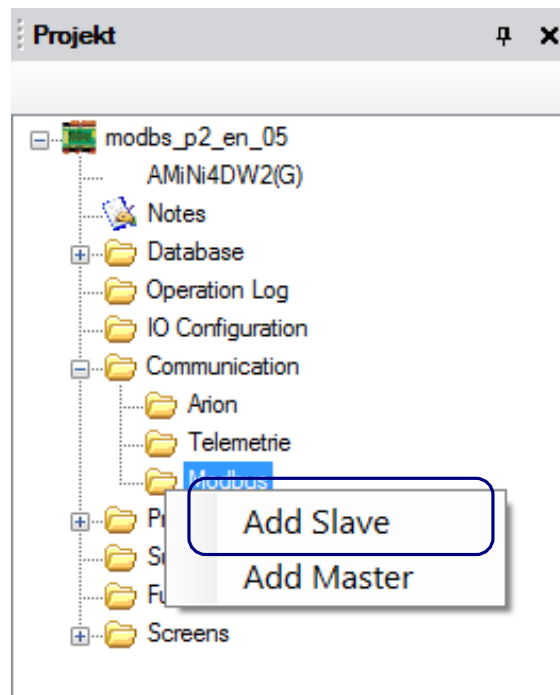 Projekt
modbs_p2_en_05
AMiNi4DW2(G)
Notes
Database
Operation Log
IO Configuration
Communication
Arion
Telemetrie
Modbus
Add Slave
Add Master
Screens